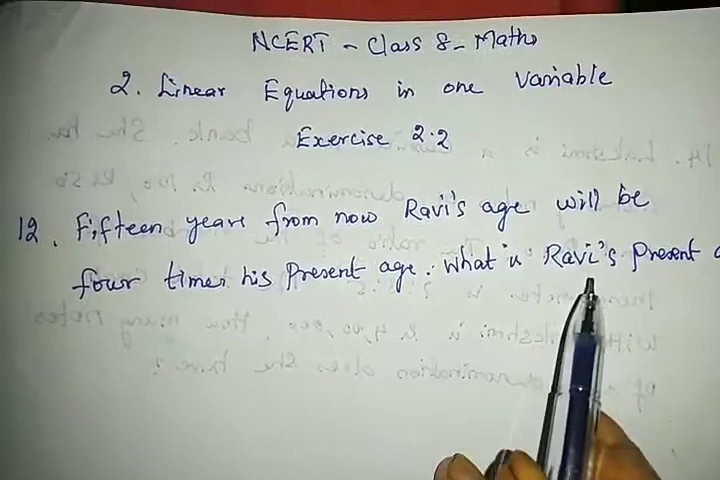 NCERT - Class 8 - Maths
2. Linear Equations in one Variable
Exercise 2.2
12. Fifteen years from now Ravi's age will be
four times his Present age. What is Ravi's Present